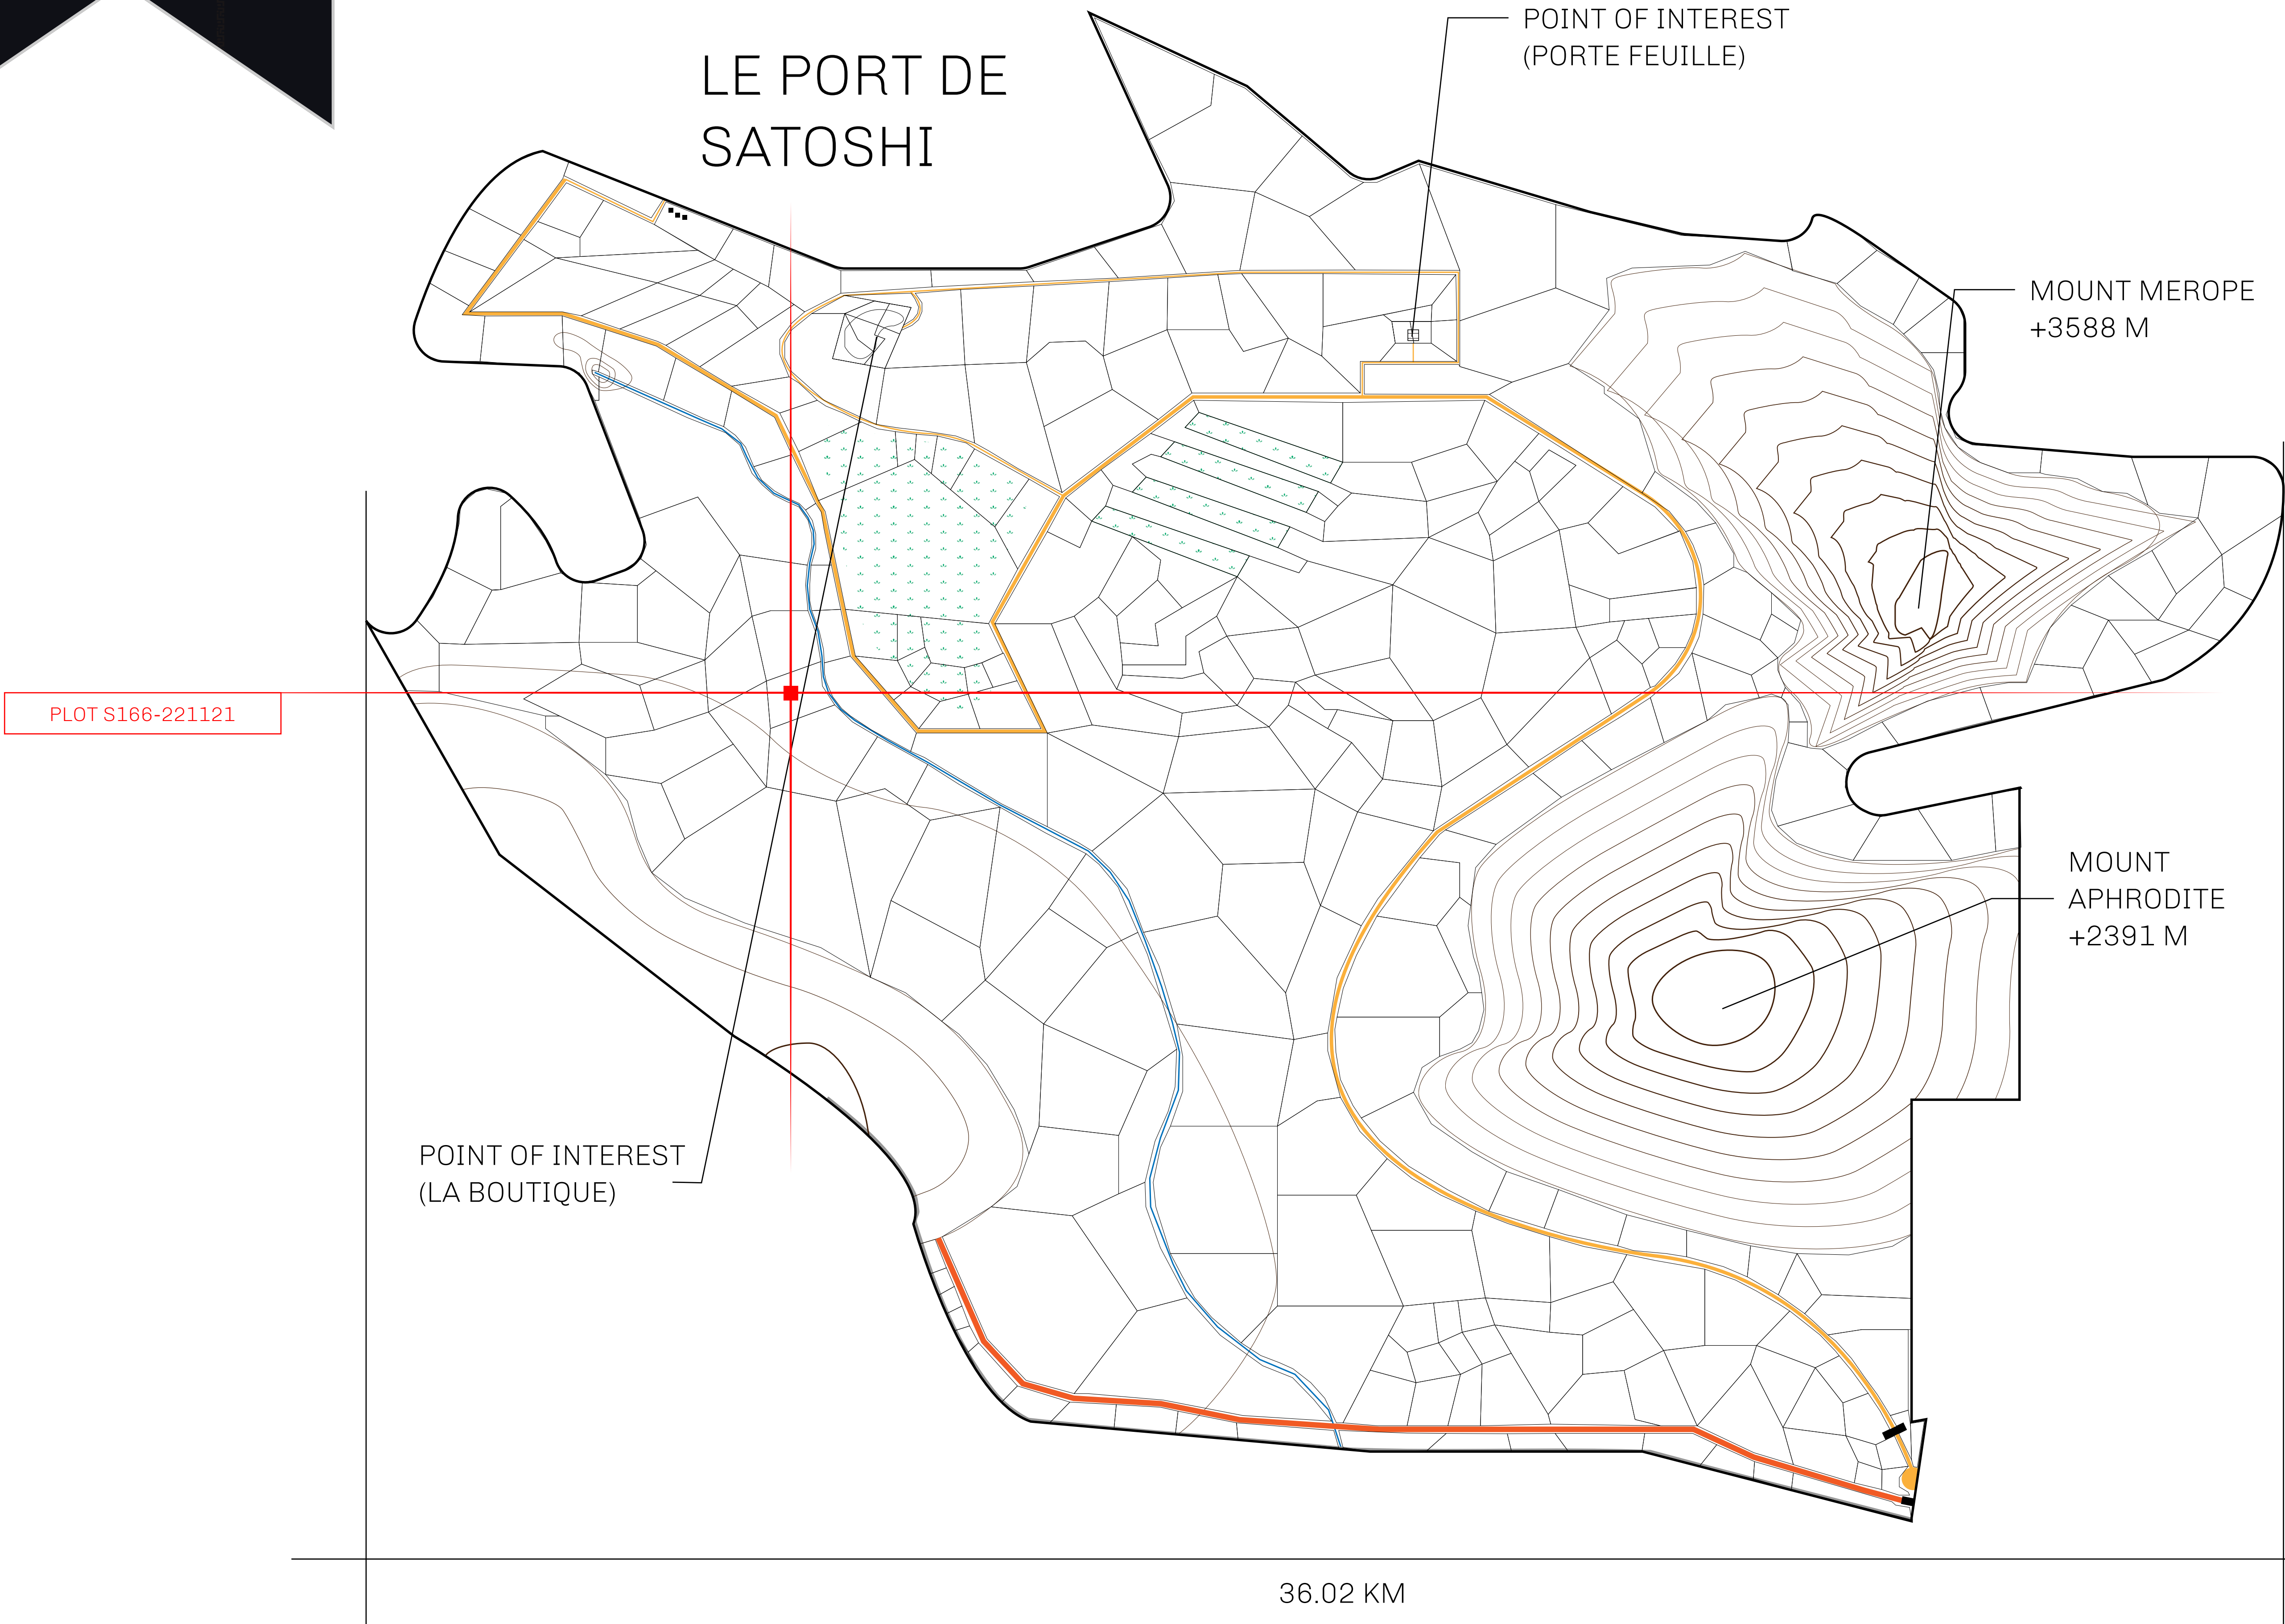 POINT OF INTEREST
(PORTE FEUILLE)
LE PORT DE
SATOSHI
MOUNT MEROPE
+3588 M
PLOT S166-221121
MOUNT
APHRODITE
+2391 M
POINT OF INTEREST
(LA BOUTIQUE)
36.02 KM